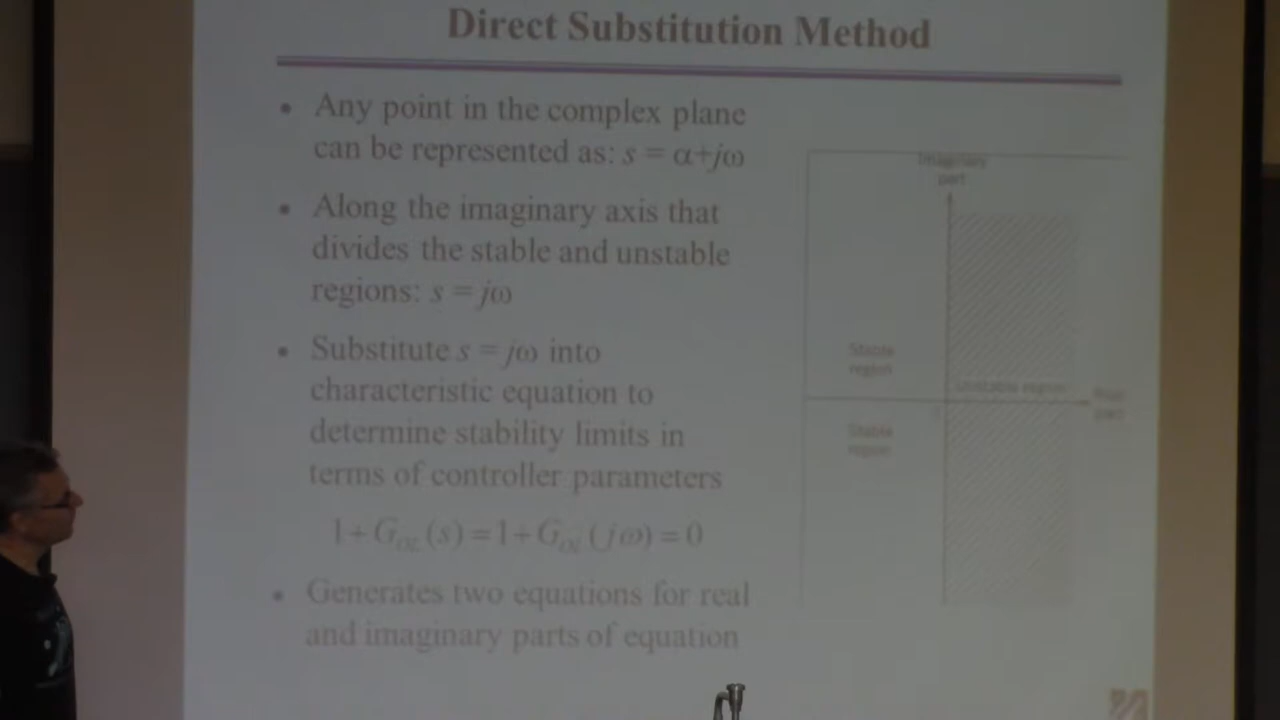 Direct Substitution Method
• Any point in the complex plane
can be represented as: s = α+jω
• Along the imaginary axis that
divides the stable and unstable
regions: s = jω
• Substitute s = jω into
characteristic equation to
determine stability limits in
terms of controller parameters
1+G_OL(s)=1+G_OL(jω)=0
• Generates two equations for real
and imaginary parts of equation
Imaginary
part
Stable
region
Unstable region
Real
part
Stable
region